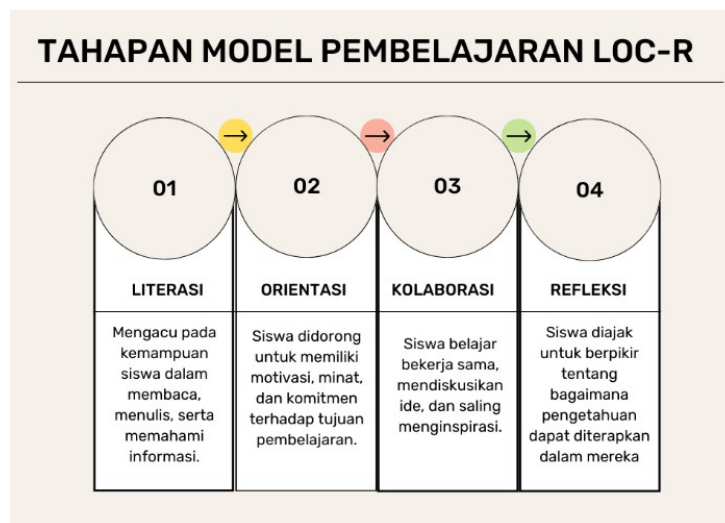 TAHAPAN MODEL PEMBELAJARAN LOC-R
01
02
03
04
LITERASI
Mengacu pada
kemampuan
siswa dalam
membaca,
menulis, serta
memahami
informasi.
ORIENTASI
Siswa didorong
untuk memiliki
motivasi, minat,
dan komitmen
terhadap tujuan
pembelajaran.
KOLABORASI
Siswa belajar
bekerja sama,
mendiskusikan
ide, dan saling
menginspirasi.
REFLEKSI
Siswa diajak
untuk berpikir
tentang
bagaimana
pengetahuan
dapat diterapkan
dalam mereka